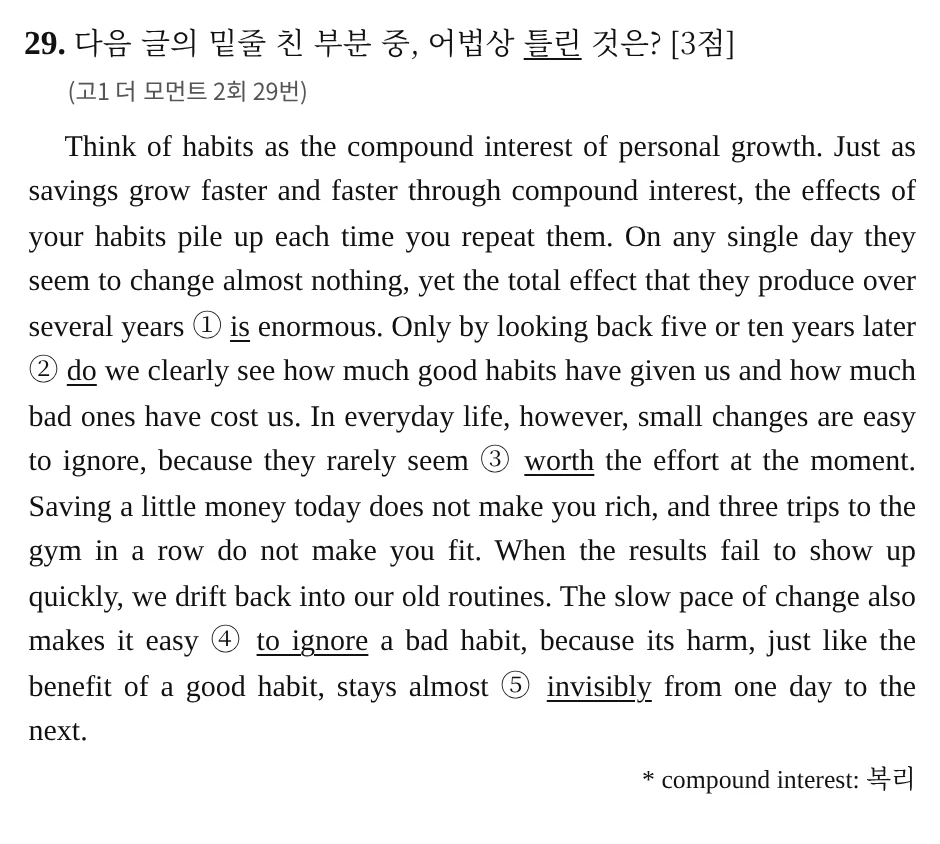 29. 다음 글의 밑줄 친 부분 중, 어법상 틀린 것은? [3점]
(고1 더 모먼트 2회 29번)
Think of habits as the compound interest of personal growth. Just as
savings grow faster and faster through compound interest, the effects of
your habits pile up each time you repeat them. On any single day they
seem to change almost nothing, yet the total effect that they produce over
several years ① is enormous. Only by looking back five or ten years later
② do we clearly see how much good habits have given us and how much
bad ones have cost us. In everyday life, however, small changes are easy
to ignore, because they rarely seem ③ worth the effort at the moment.
Saving a little money today does not make you rich, and three trips to the
gym in a row do not make you fit. When the results fail to show up
quickly, we drift back into our old routines. The slow pace of change also
makes it easy ④ to ignore a bad habit, because its harm, just like the
benefit of a good habit, stays almost ⑤ invisibly from one day to the
next.
* compound interest: 복리